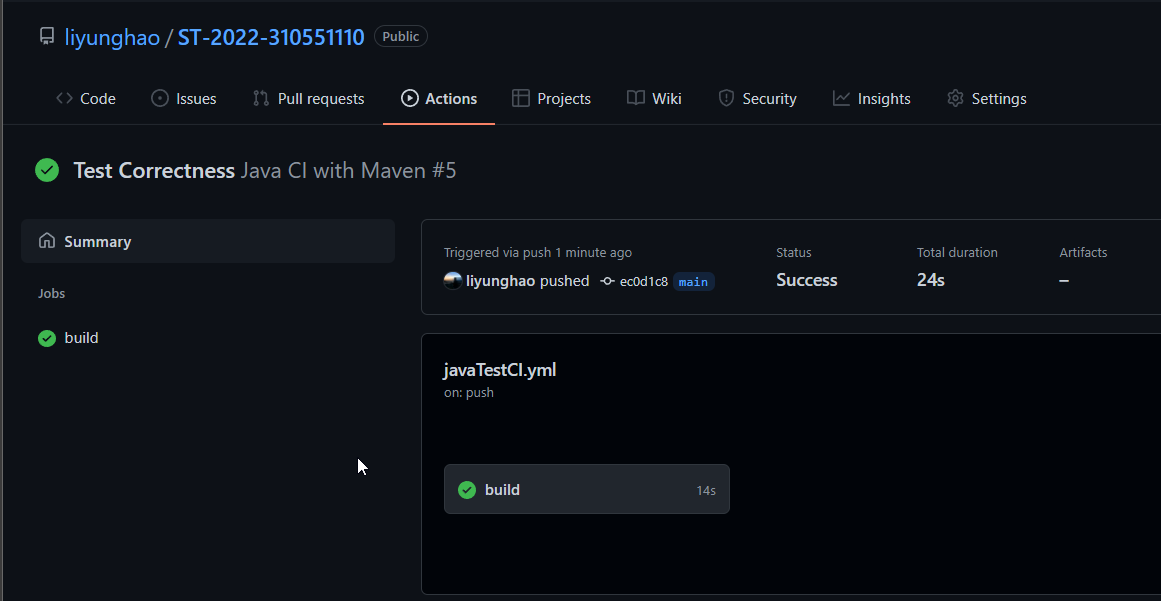 liyunghao / ST-2022-310551110 Public
Code Issues Pull requests Actions Projects Wiki Security Insights Settings
Test Correctness Java CI with Maven #5
Summary
Jobs
build
Triggered via push 1 minute ago
liyunghao pushed ec0d1c8 main
Status
Success
Total duration
24s
Artifacts
–
javaTestCI.yml
on: push
build 14s